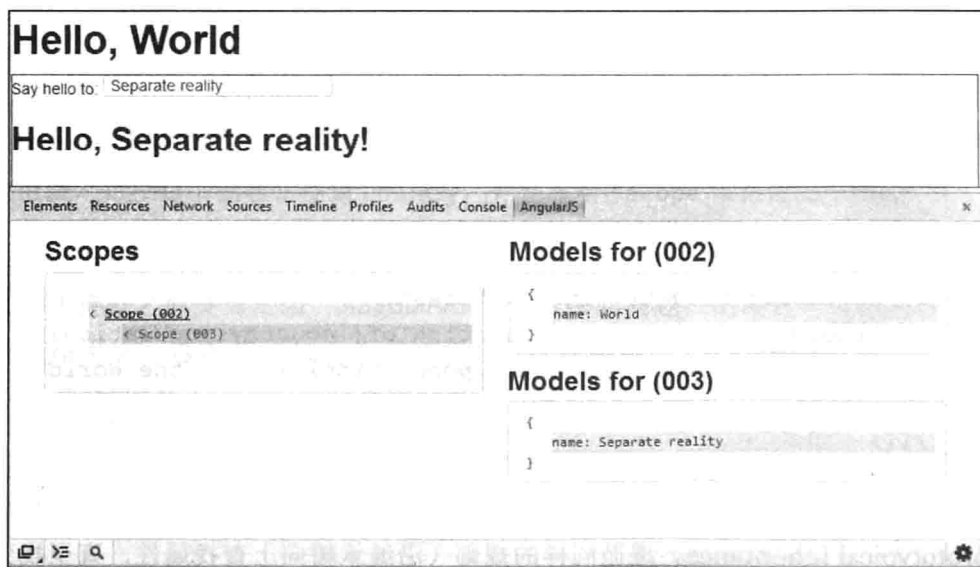 Hello, World
Say hello to: Separate reality
Hello, Separate reality!
Elements Resources Network Sources Timeline Profiles Audits Console AngularJS ×
Scopes
< Scope (002)
< Scope (003)
Models for (002)
{
name: World
}
Models for (003)
{
name: Separate reality
}